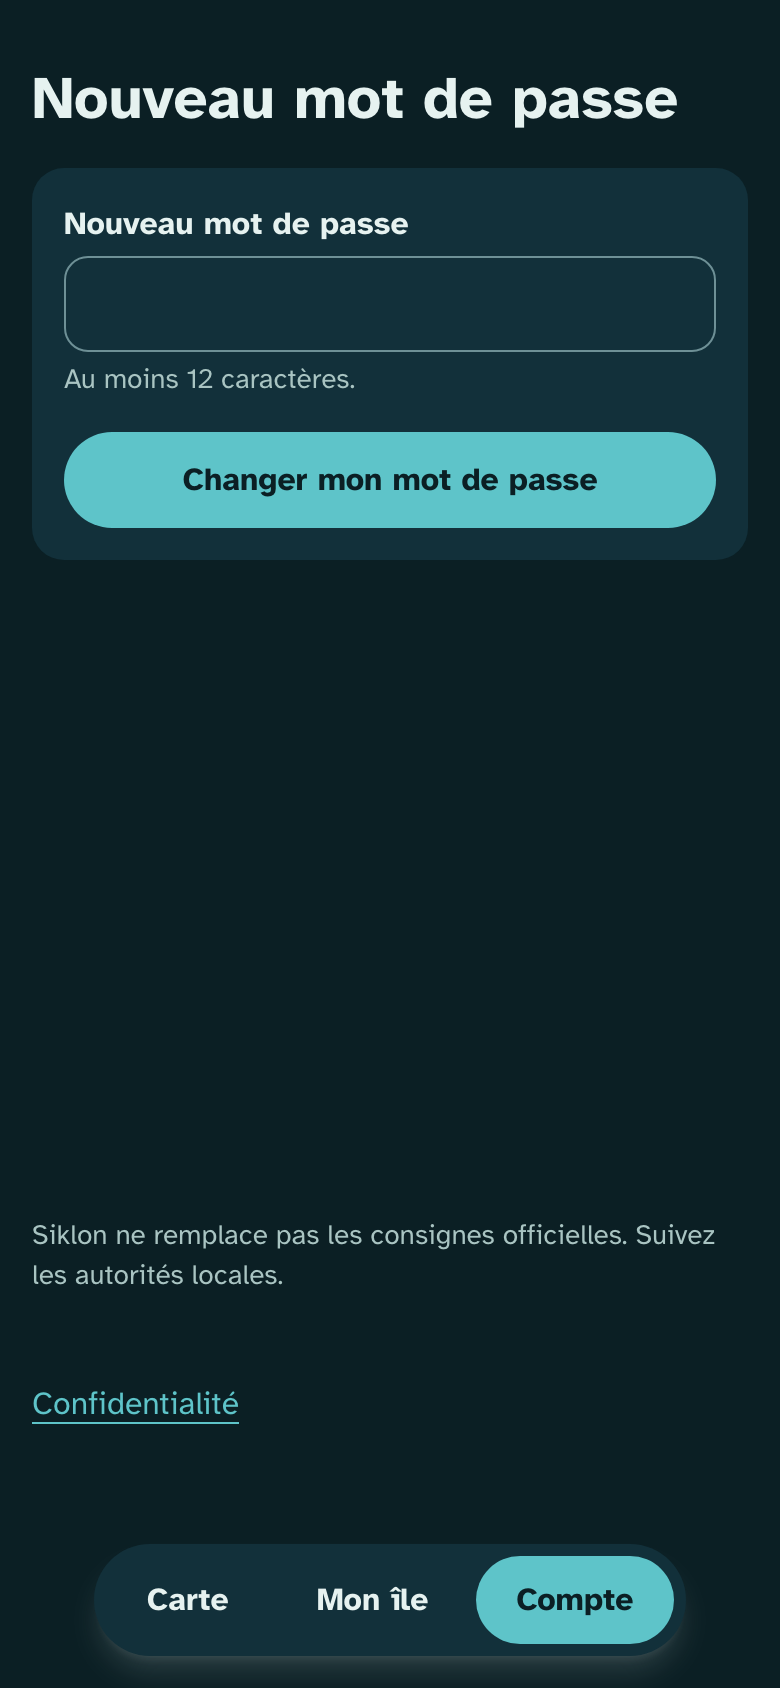 Nouveau mot de passe
Nouveau mot de passe
Au moins 12 caractères.
Changer mon mot de passe
Siklon ne remplace pas les consignes officielles. Suivez
les autorités locales.
Confidentialité
Carte
Mon île
Compte